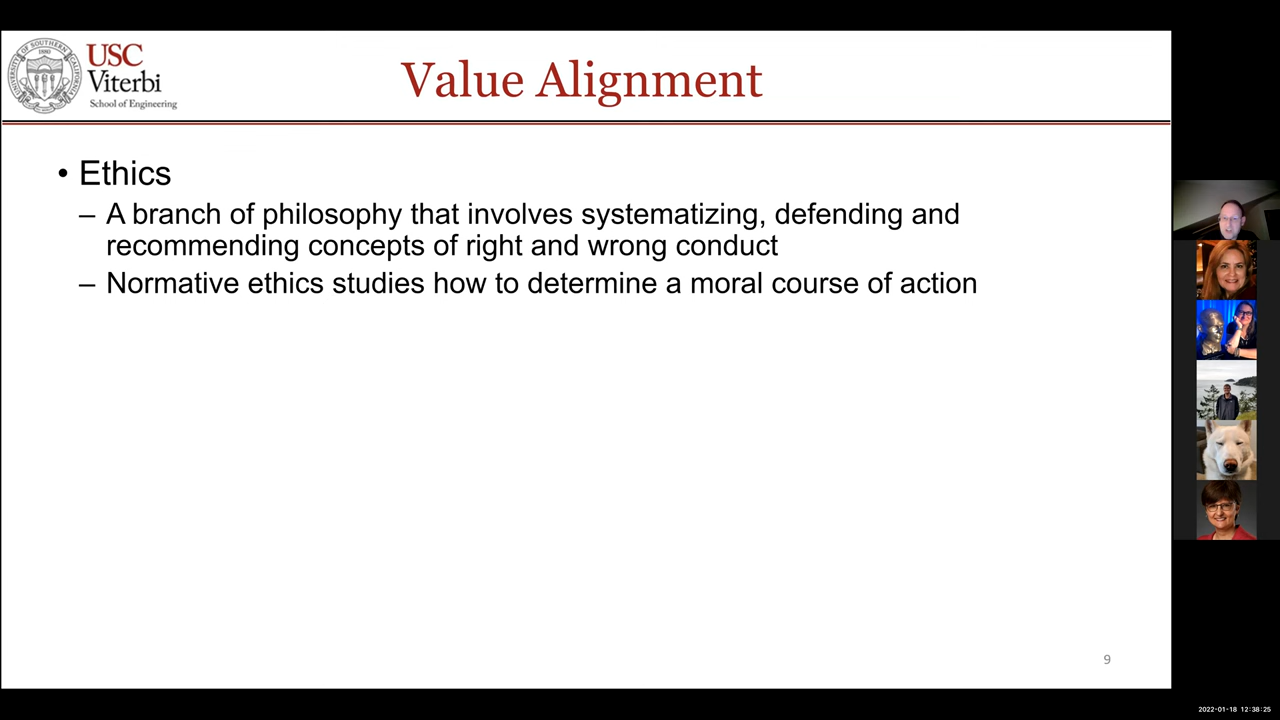 USC
Viterbi
School of Engineering
Value Alignment
• Ethics
– A branch of philosophy that involves systematizing, defending and
recommending concepts of right and wrong conduct
– Normative ethics studies how to determine a moral course of action
9
2022-01-18 12:38:25